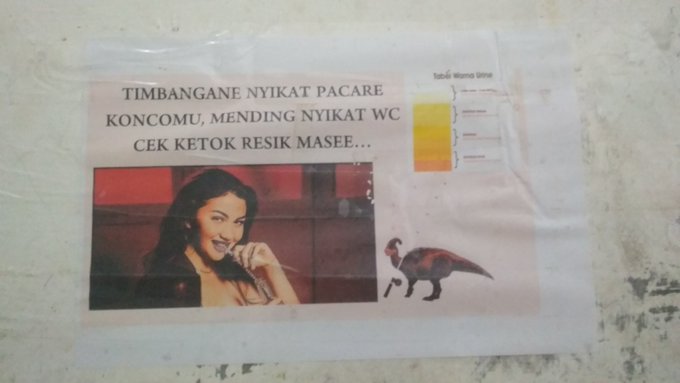 TIMBANGANE NYIKAT PACARE
KONCOMU, MENDING NYIKAT WC
CEK KETOK RESIK MASEE...
Tabel Warna Urine